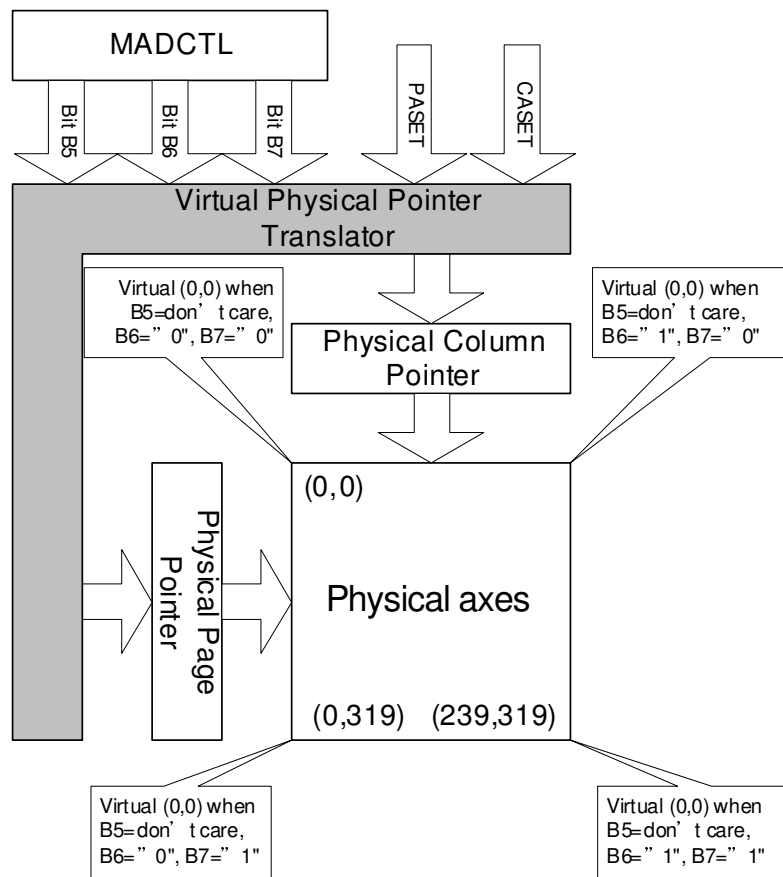 MADCTL
Bit B5
Bit B6
Bit B7
PASET
CASET
Virtual Physical Pointer
Translator
Virtual (0,0) when
B5=don’ t care,
B6=” 0", B7=” 0"
Virtual (0,0) when
B5=don’ t care,
B6=” 1", B7=” 0"
Physical Column
Pointer
(0,0)
Physical Page
Pointer
Physical axes
(0,319) (239,319)
Virtual (0,0) when
B5=don’ t care,
B6=” 0", B7=” 1"
Virtual (0,0) when
B5=don’ t care,
B6=” 1", B7=” 1"